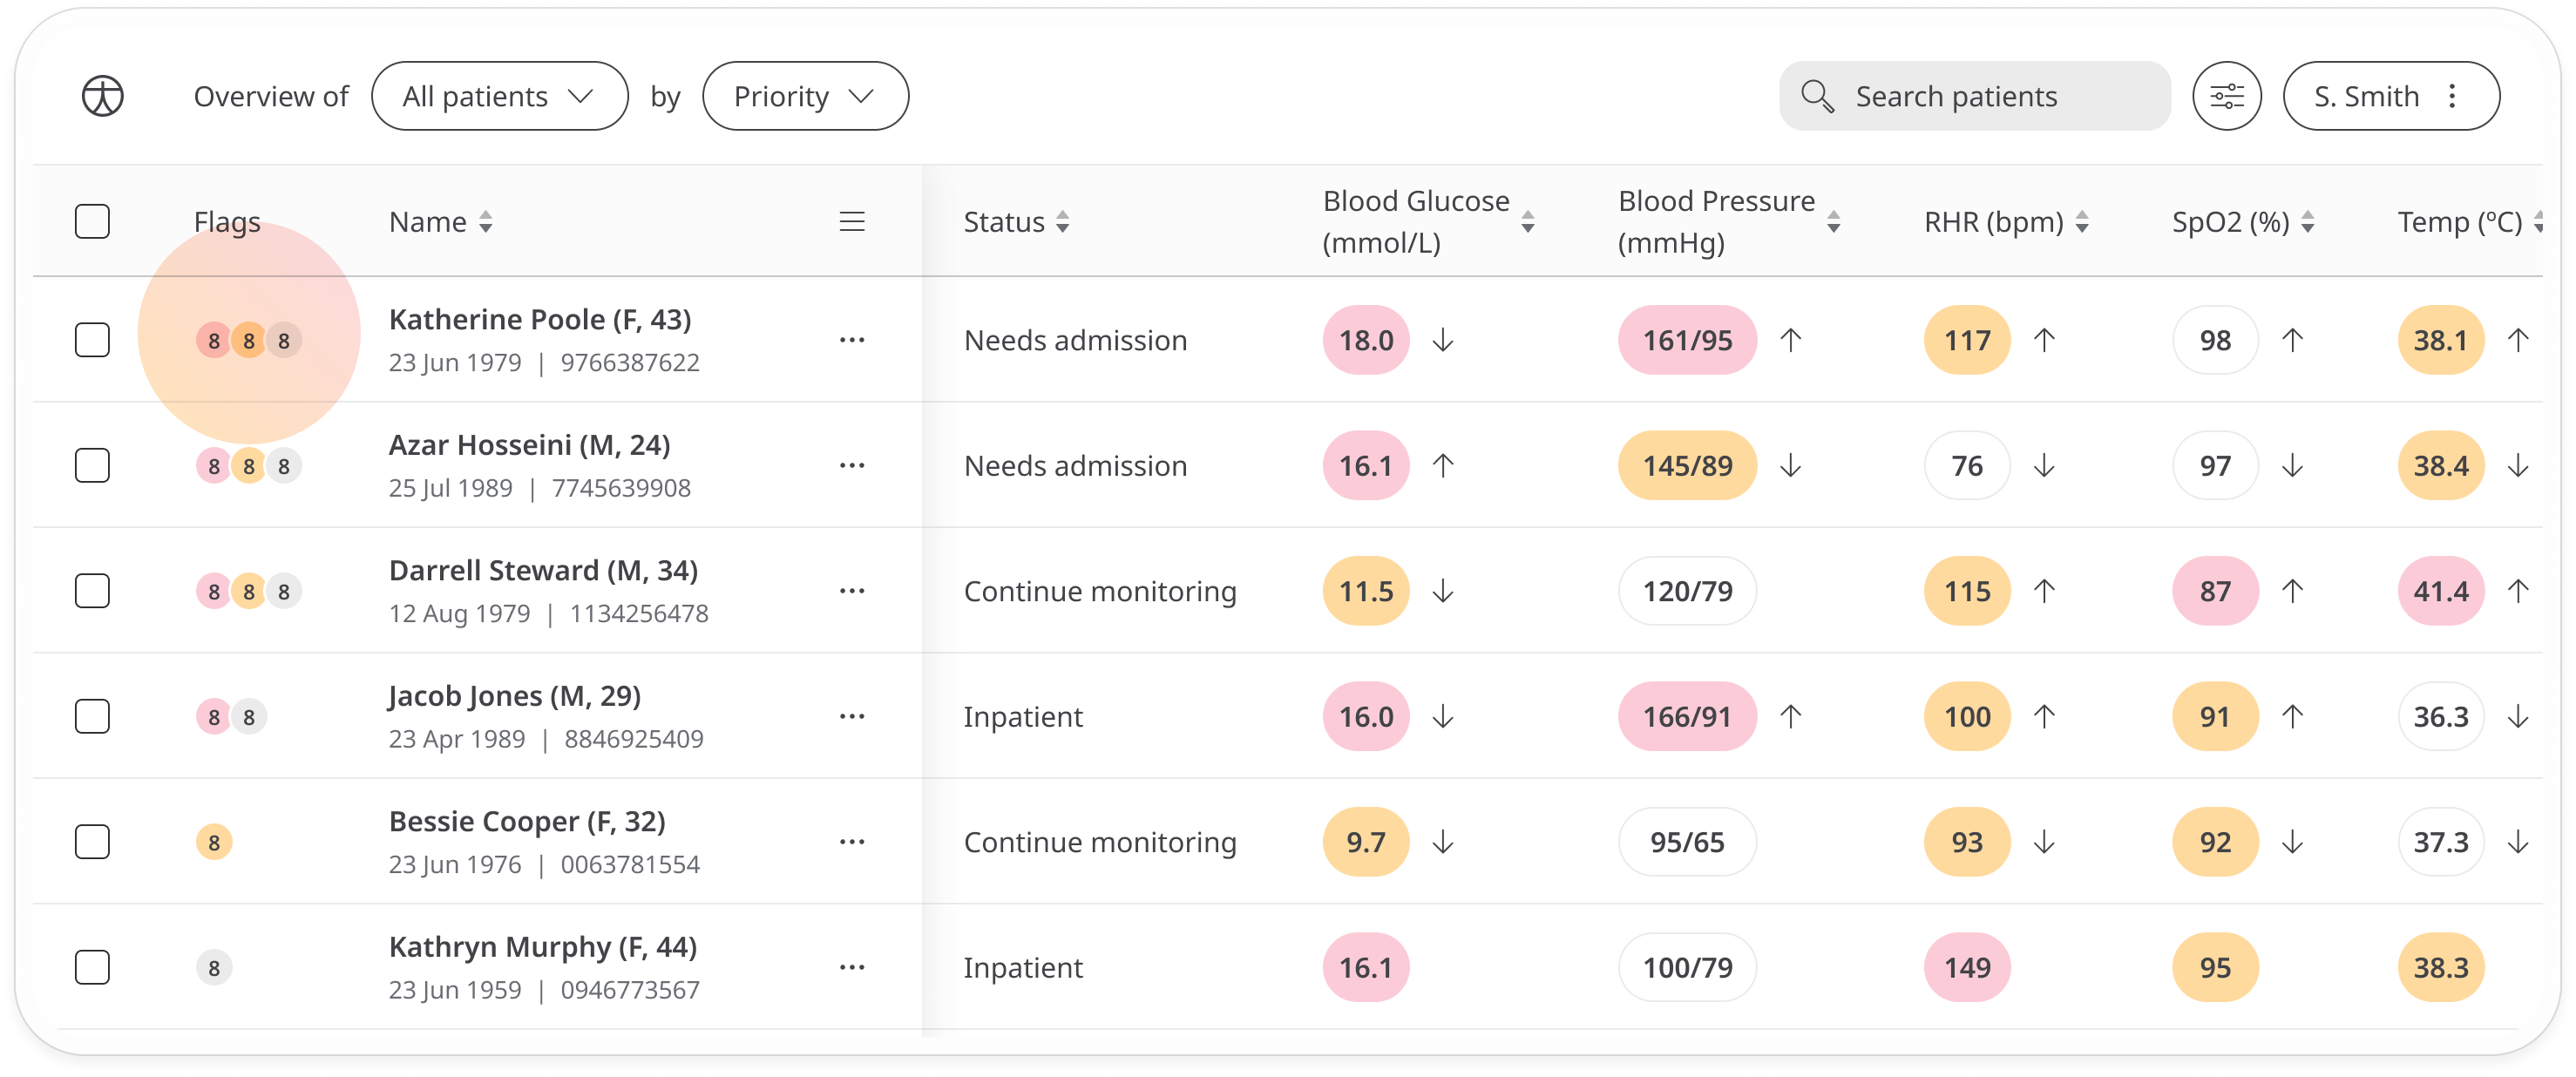 Overview of All patients by Priority Search patients S. Smith
Flags Name Status Blood Glucose (mmol/L) Blood Pressure (mmHg) RHR (bpm) SpO2 (%) Temp (ºC)
8 8 8 Katherine Poole (F, 43) Needs admission 18.0 161/95 117 98 38.1
23 Jun 1979 | 9766387622
8 8 8 Azar Hosseini (M, 24) Needs admission 16.1 145/89 76 97 38.4
25 Jul 1989 | 7745639908
8 8 8 Darrell Steward (M, 34) Continue monitoring 11.5 120/79 115 87 41.4
12 Aug 1979 | 1134256478
8 8 Jacob Jones (M, 29) Inpatient 16.0 166/91 100 91 36.3
23 Apr 1989 | 8846925409
8 Bessie Cooper (F, 32) Continue monitoring 9.7 95/65 93 92 37.3
23 Jun 1976 | 0063781554
8 Kathryn Murphy (F, 44) Inpatient 16.1 100/79 149 95 38.3
23 Jun 1959 | 0946773567